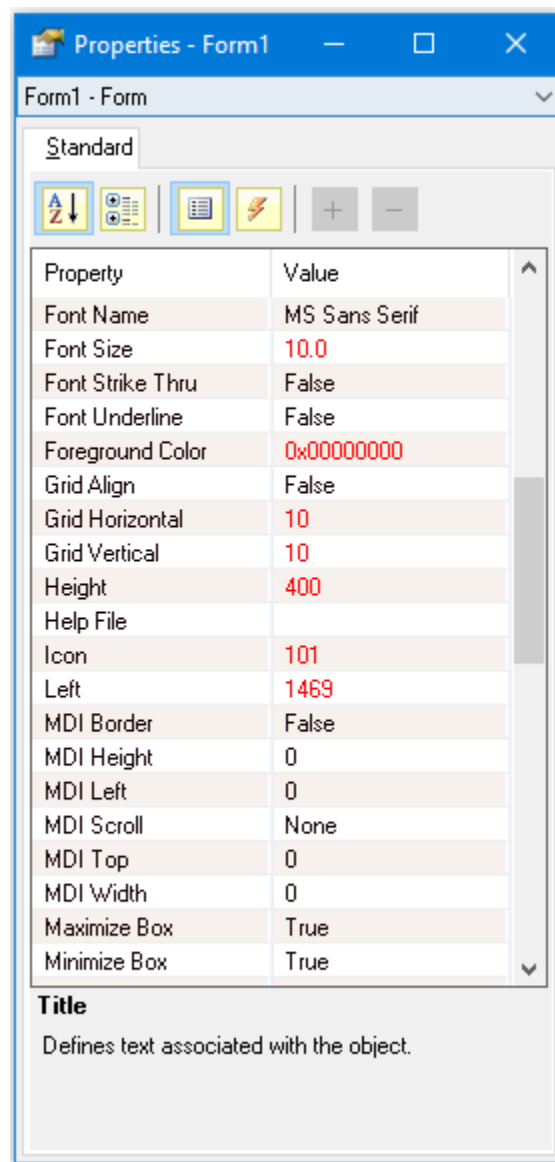 Properties - Form1
Form1 - Form
Standard
A
Z
Property Value
Font Name MS Sans Serif
Font Size 10.0
Font Strike Thru False
Font Underline False
Foreground Color 0x00000000
Grid Align False
Grid Horizontal 10
Grid Vertical 10
Height 400
Help File
Icon 101
Left 1469
MDI Border False
MDI Height 0
MDI Left 0
MDI Scroll None
MDI Top 0
MDI Width 0
Maximize Box True
Minimize Box True
Title
Defines text associated with the object.